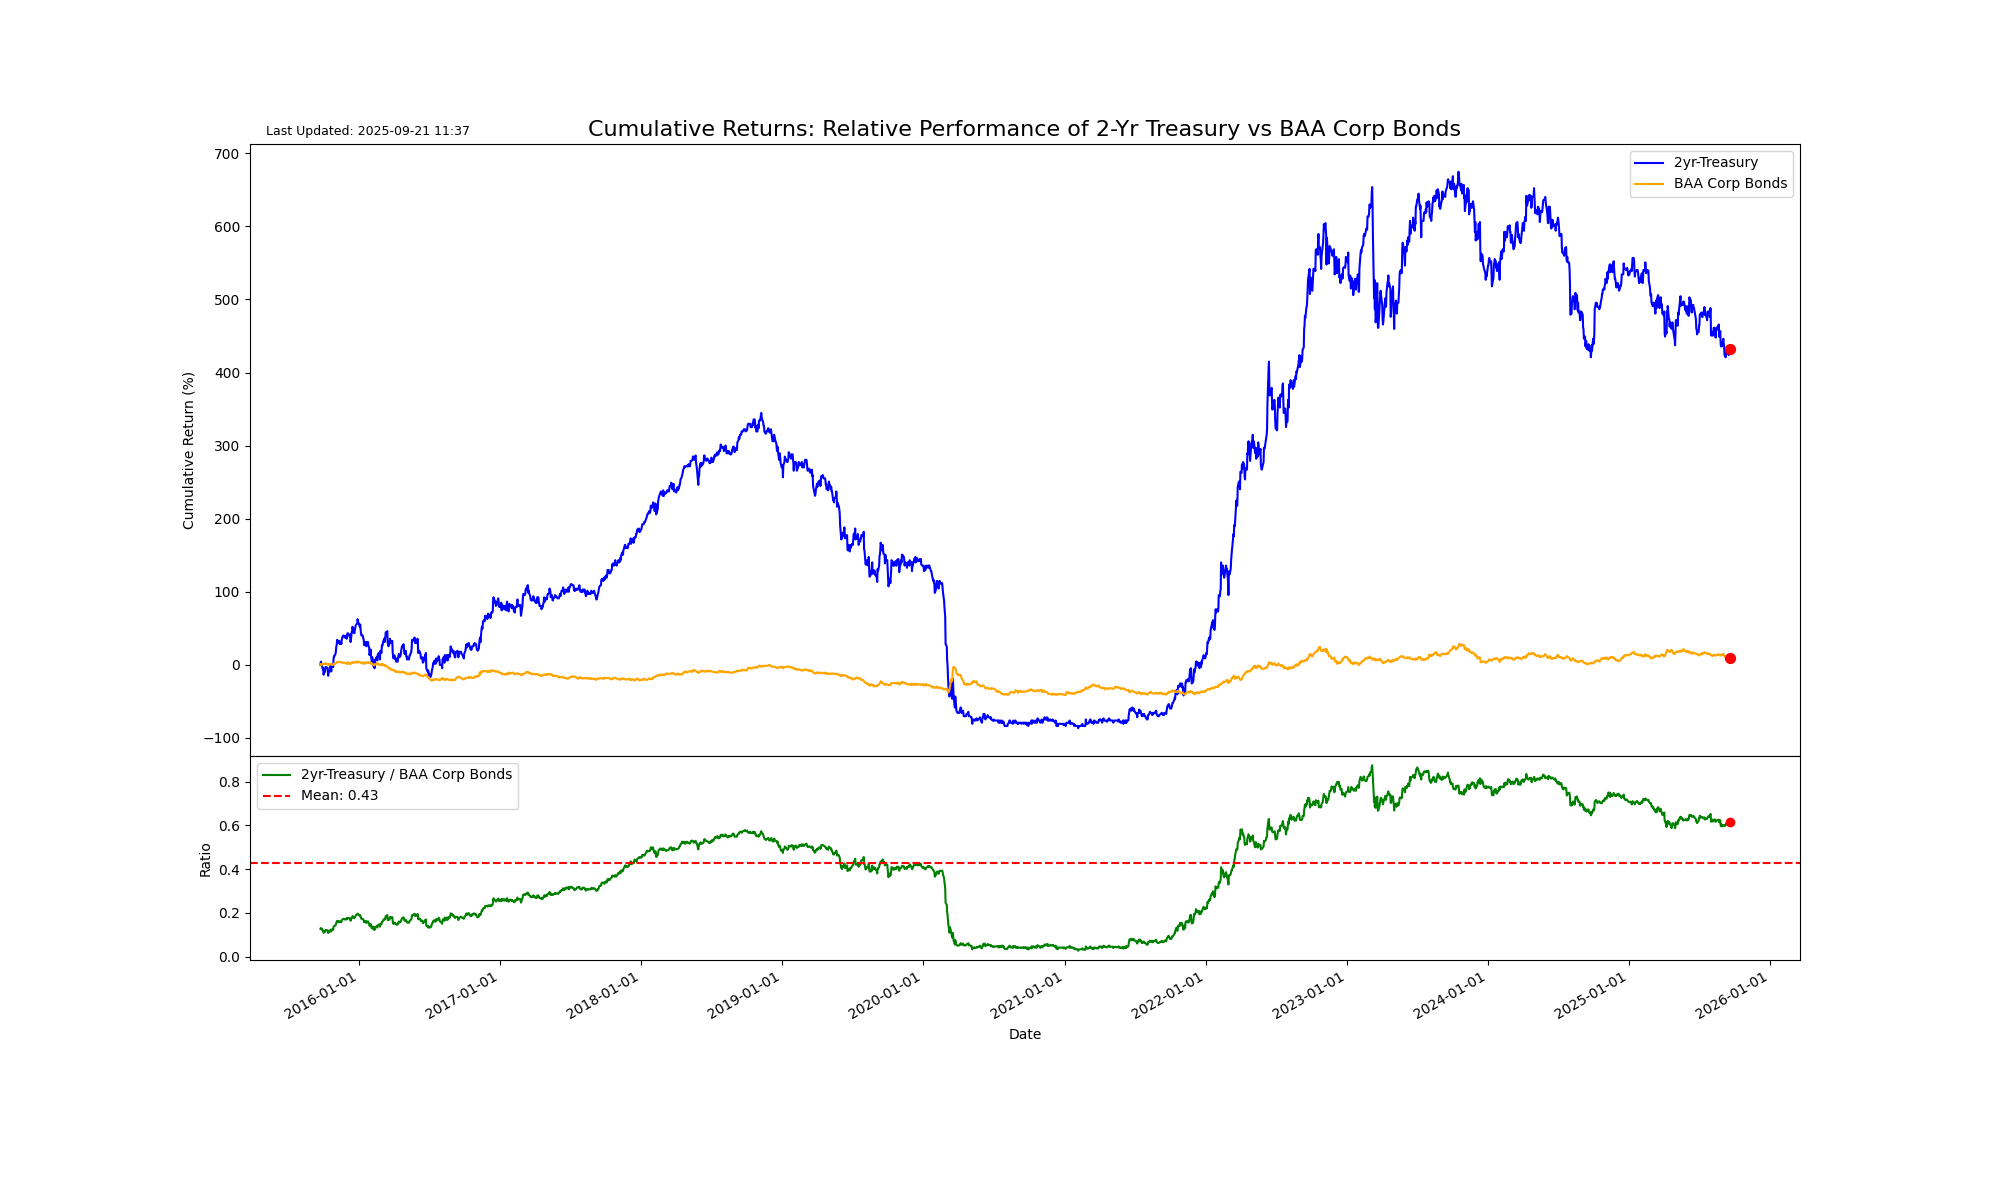 Last Updated: 2025-09-21 11:37
Cumulative Returns: Relative Performance of 2-Yr Treasury vs BAA Corp Bonds
2yr-Treasury
BAA Corp Bonds
Cumulative Return (%)
700
600
500
400
300
200
100
0
−100
2yr-Treasury / BAA Corp Bonds
Mean: 0.43
Ratio
0.8
0.6
0.4
0.2
0.0
2016-01-01
2017-01-01
2018-01-01
2019-01-01
2020-01-01
2021-01-01
2022-01-01
2023-01-01
2024-01-01
2025-01-01
2026-01-01
Date